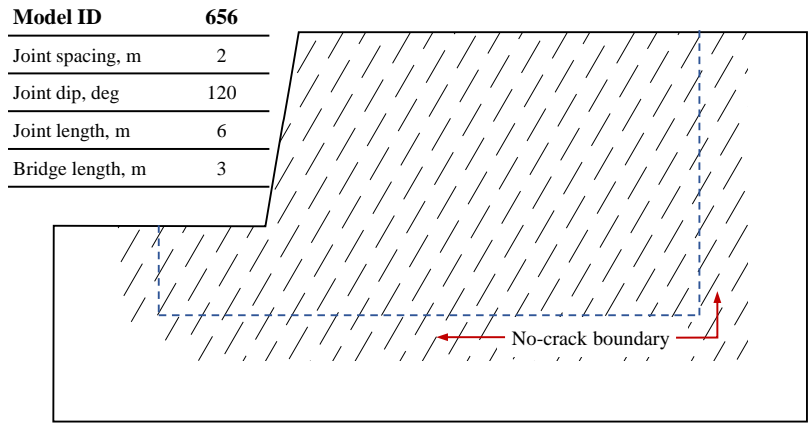 Model ID 656
Joint spacing, m 2
Joint dip, deg 120
Joint length, m 6
Bridge length, m 3
No-crack boundary